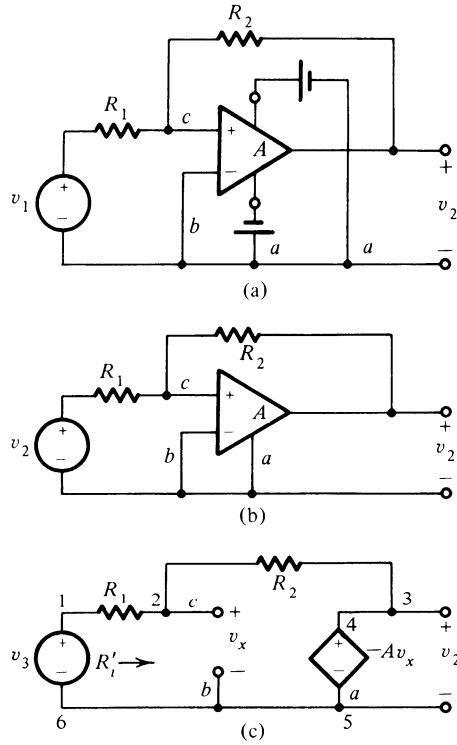 R₂
R₁
c
+
A
−
+
−
v₁
b
a
a
+
v₂
−
(a)
R₂
R₁
c
+
A
−
+
−
v₂
b
a
+
v₂
−
(b)
R₁
R₂
1
2
c
3
+
4
+
vₓ
+
−
−Avₓ
+
−
v₃
R′ᵢ →
v₂
−
b
a
−
6
5
(c)